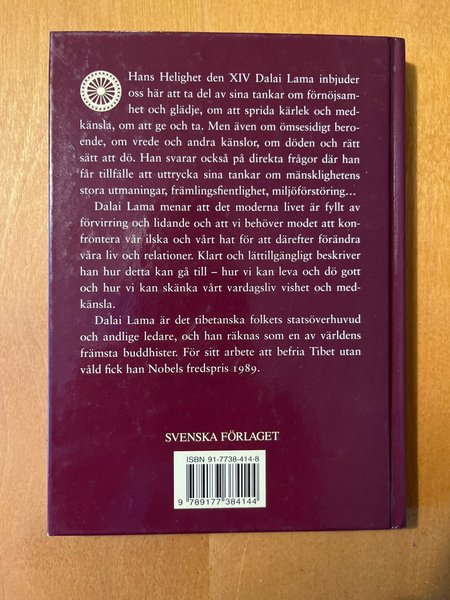 Hans Helighet den XIV Dalai Lama inbjuder
oss här att ta del av sina tankar om förnöjsam-
het och glädje, om att sprida kärlek och med-
känsla, om att ge och ta. Men även om ömsesidigt bero-
ende, om vrede och andra känslor, om döden och rätt
sätt att dö. Han svarar också på direkta frågor där han
får tillfälle att uttrycka sina tankar om mänsklighetens
stora utmaningar, främlingsfientlighet, miljöförstöring...
Dalai Lama menar att det moderna livet är fyllt av
förvirring och lidande och att vi behöver modet att kon-
frontera vår ilska och vårt hat för att därefter förändra
våra liv och relationer. Klart och lättillgängligt beskriver
han hur detta kan gå till – hur vi kan leva och dö gott
och hur vi kan skänka vårt vardagsliv vishet och med-
känsla.
Dalai Lama är det tibetanska folkets statsöverhuvud
och andlige ledare, och han räknas som en av världens
främsta buddhister. För sitt arbete att befria Tibet utan
våld fick han Nobels fredspris 1989.
SVENSKA FÖRLAGET
ISBN 91-7738-414-8
9 789177 384144